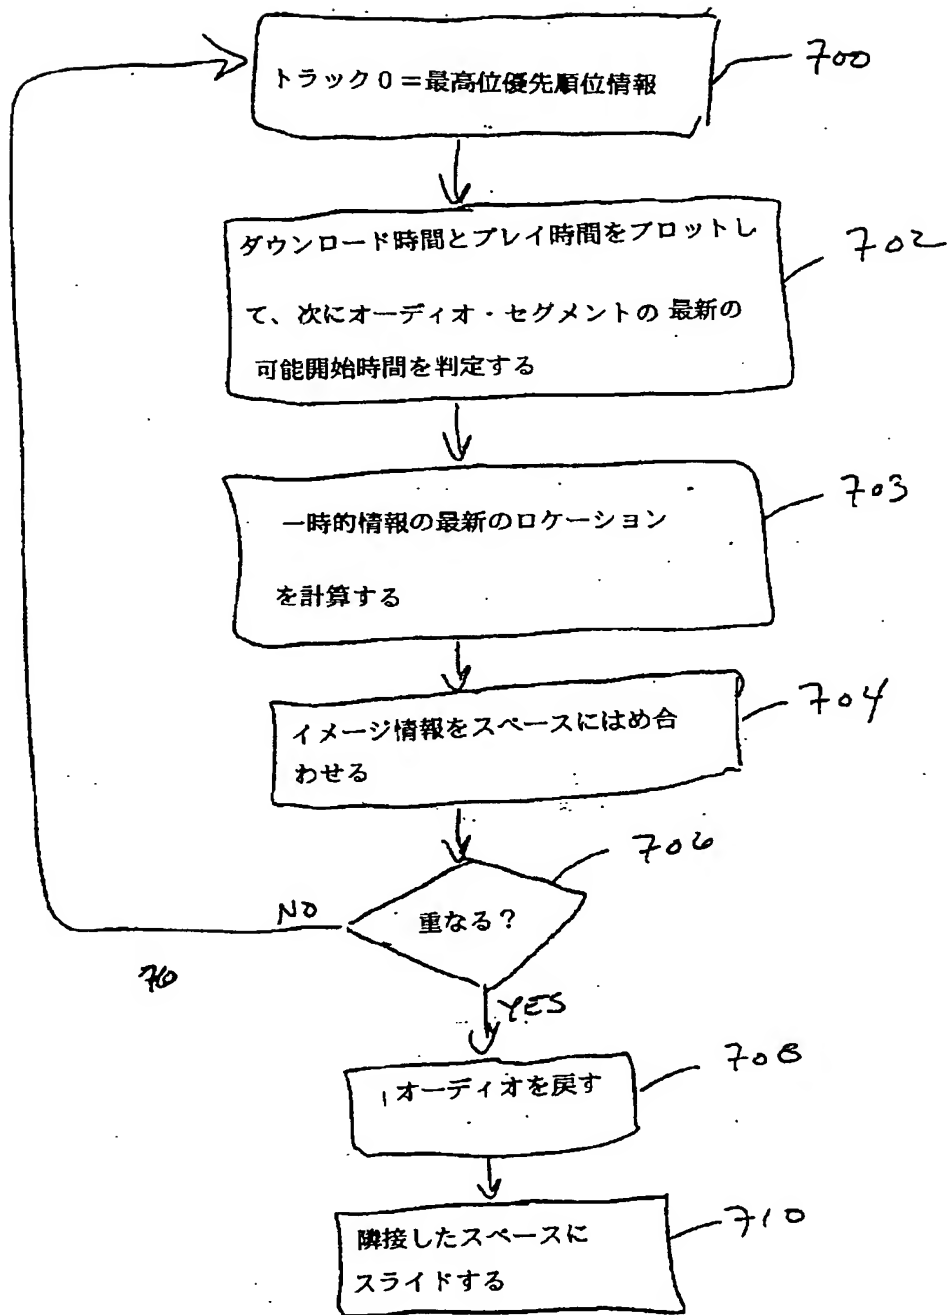 トラック0=最高位優先順位情報
700
ダウンロード時間とプレイ時間をプロットし
て、次にオーディオ・セグメントの 最新の
可能開始時間を判定する
702
一時的情報の最新のロケーション
を計算する
703
イメージ情報をスペースにはめ合
わせる
704
重なる?
706
NO
YES
オーディオを戻す
708
隣接したスペースに
スライドする
710